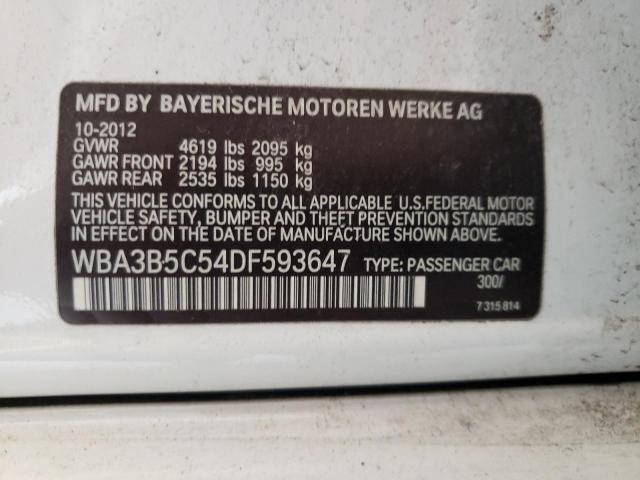 MFD BY BAYERISCHE MOTOREN WERKE AG
10-2012
GVWR 4619 lbs 2095 kg
GAWR FRONT 2194 lbs 995 kg
GAWR REAR 2535 lbs 1150 kg
THIS VEHICLE CONFORMS TO ALL APPLICABLE U.S.FEDERAL MOTOR
VEHICLE SAFETY, BUMPER AND THEFT PREVENTION STANDARDS
IN EFFECT ON THE DATE OF MANUFACTURE SHOWN ABOVE.
WBA3B5C54DF593647 TYPE: PASSENGER CAR
300/
7 315 814